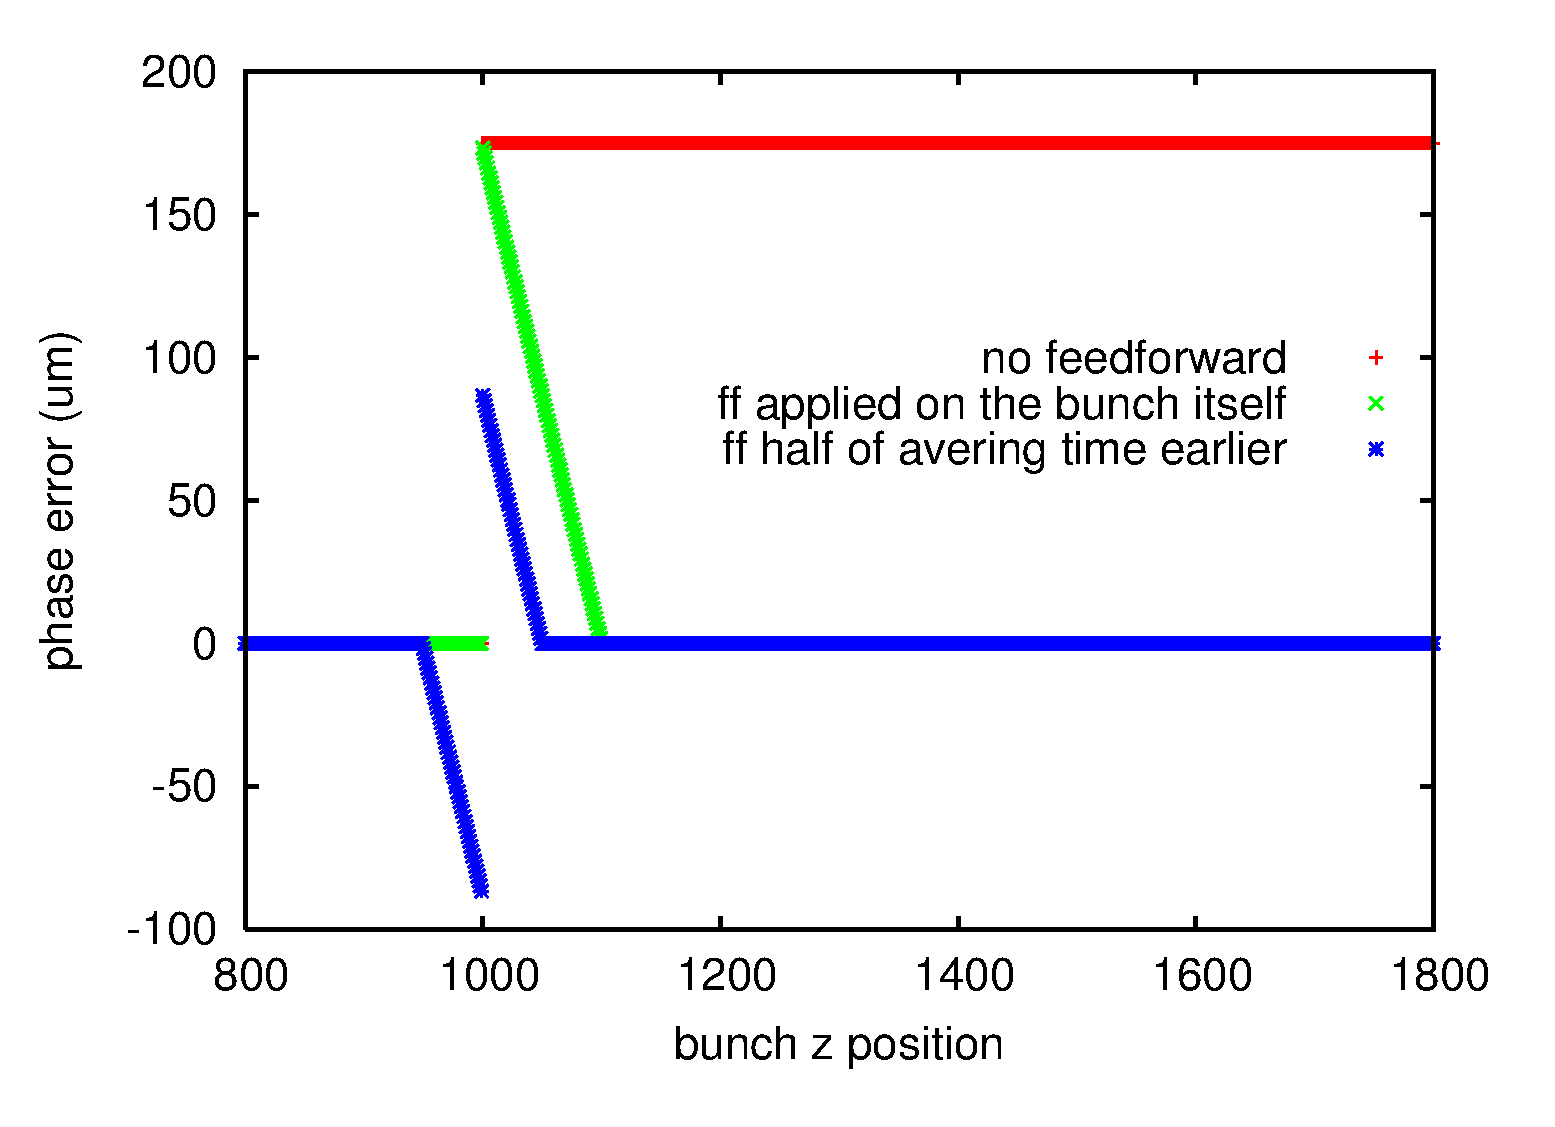 200
150
100
50
0
-50
-100
phase error (um)
no feedforward
ff applied on the bunch itself
ff half of avering time earlier
800 1000 1200 1400 1600 1800
bunch z position